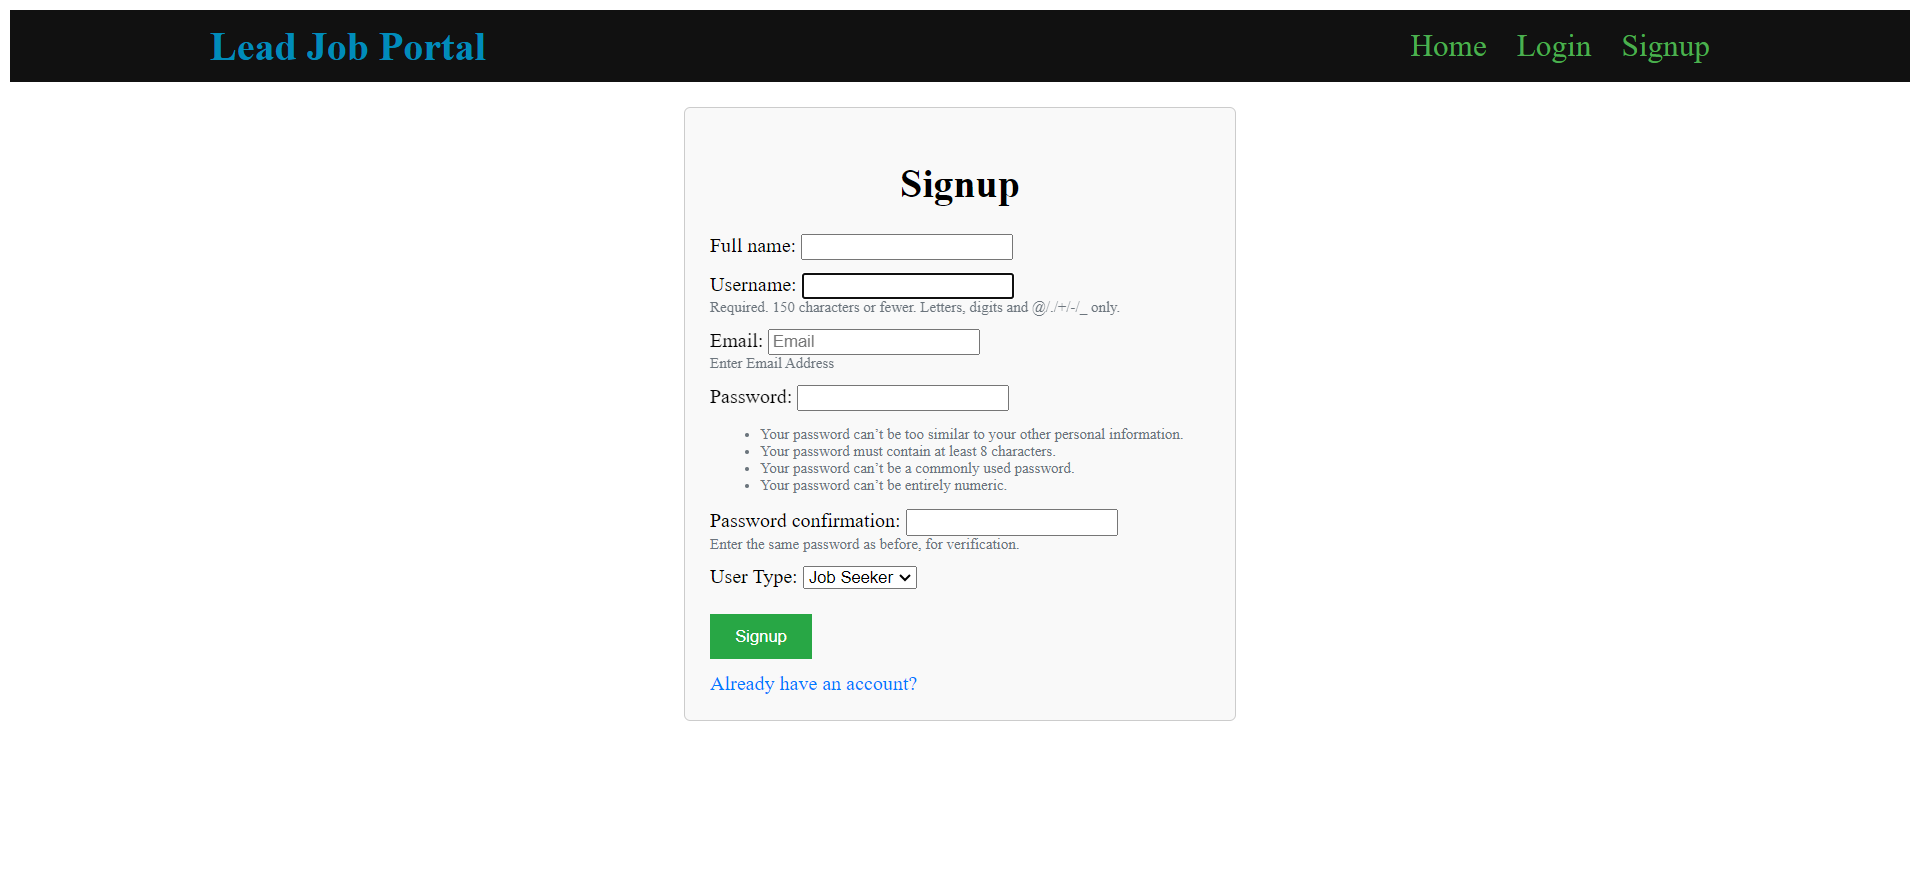 Lead Job Portal Home Login Signup
Signup
Full name:
Username:
Required. 150 characters or fewer. Letters, digits and @/./+/-/_ only.
Email: Email
Enter Email Address
Password:
• Your password can’t be too similar to your other personal information.
• Your password must contain at least 8 characters.
• Your password can’t be a commonly used password.
• Your password can’t be entirely numeric.
Password confirmation:
Enter the same password as before, for verification.
User Type: Job Seeker
Signup
Already have an account?